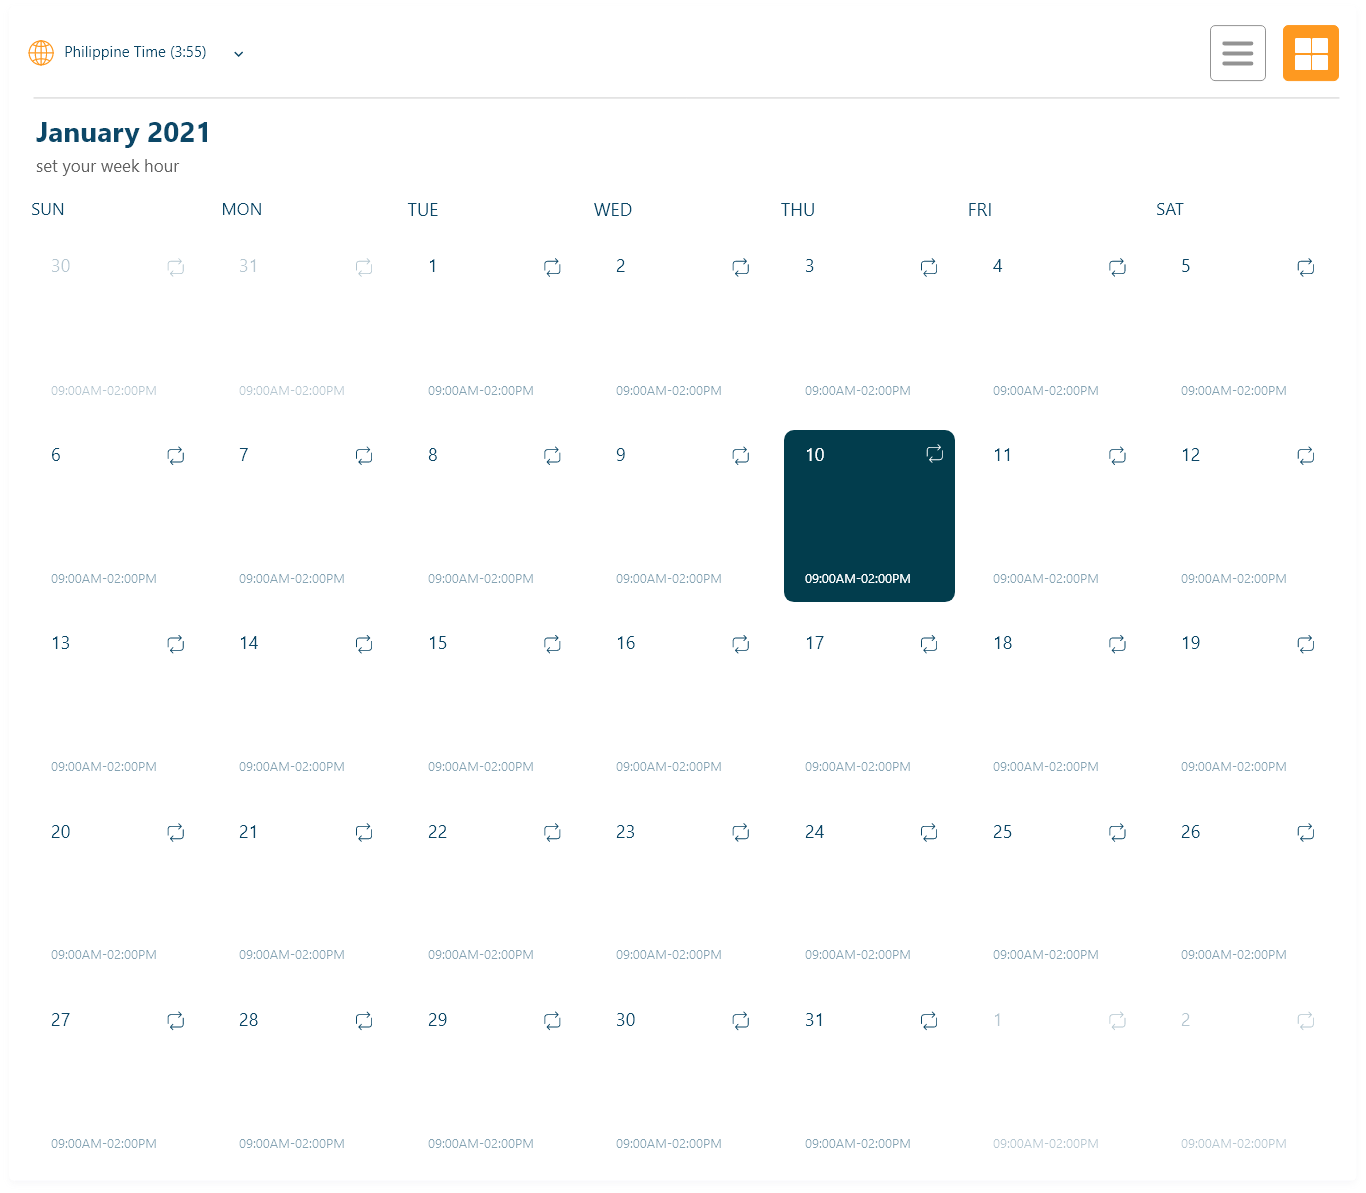 Philippine Time (3:55)
January 2021
set your week hour
SUN MON TUE WED THU FRI SAT
30 31 1 2 3 4 5
09:00AM-02:00PM 09:00AM-02:00PM 09:00AM-02:00PM 09:00AM-02:00PM 09:00AM-02:00PM 09:00AM-02:00PM 09:00AM-02:00PM
6 7 8 9 10 11 12
09:00AM-02:00PM 09:00AM-02:00PM 09:00AM-02:00PM 09:00AM-02:00PM 09:00AM-02:00PM 09:00AM-02:00PM 09:00AM-02:00PM
13 14 15 16 17 18 19
09:00AM-02:00PM 09:00AM-02:00PM 09:00AM-02:00PM 09:00AM-02:00PM 09:00AM-02:00PM 09:00AM-02:00PM 09:00AM-02:00PM
20 21 22 23 24 25 26
09:00AM-02:00PM 09:00AM-02:00PM 09:00AM-02:00PM 09:00AM-02:00PM 09:00AM-02:00PM 09:00AM-02:00PM 09:00AM-02:00PM
27 28 29 30 31 1 2
09:00AM-02:00PM 09:00AM-02:00PM 09:00AM-02:00PM 09:00AM-02:00PM 09:00AM-02:00PM 09:00AM-02:00PM 09:00AM-02:00PM